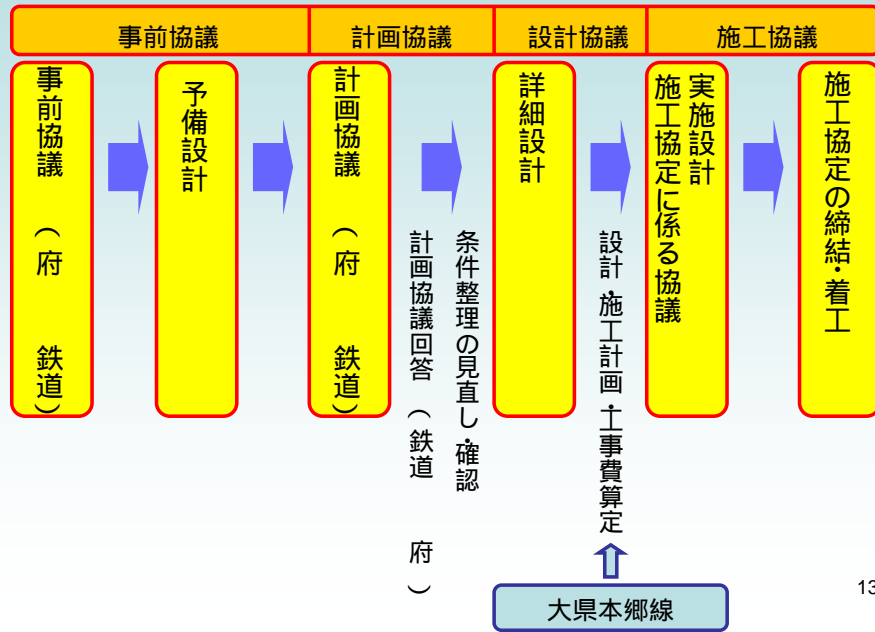 事前協議
計画協議
設計協議
施工協議
事前協議 （府 鉄道）
予備設計
計画協議 （府 鉄道）
計画協議回答 （鉄道 府）
条件整理の見直し・確認
詳細設計
設計・施工計画・工事費算定
実施設計
施工協定に係る協議
施工協定の締結・着工
大県本郷線
13